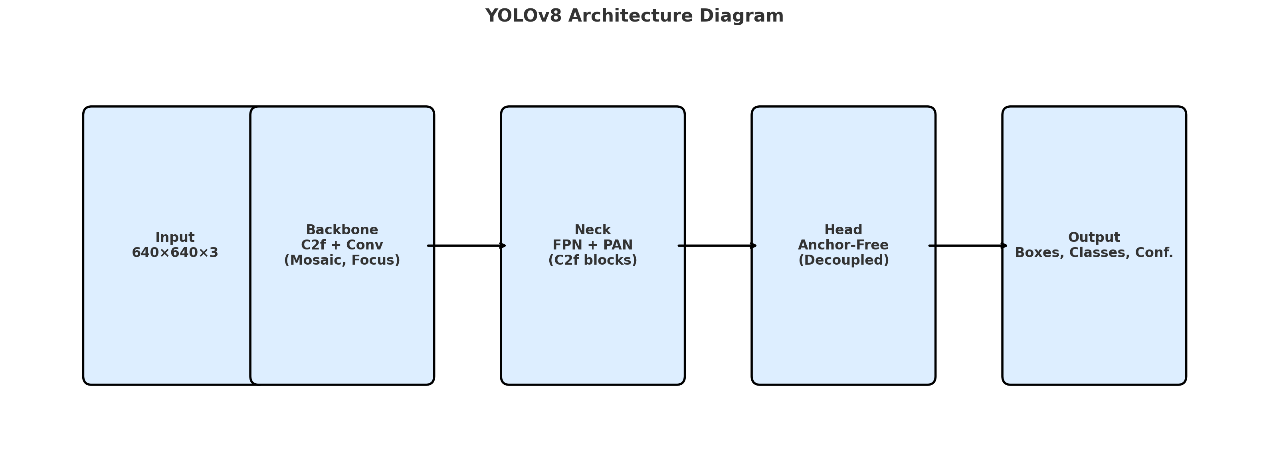 YOLOv8 Architecture Diagram
Input
640×640×3
Backbone
C2f + Conv
(Mosaic, Focus)
Neck
FPN + PAN
(C2f blocks)
Head
Anchor-Free
(Decoupled)
Output
Boxes, Classes, Conf.